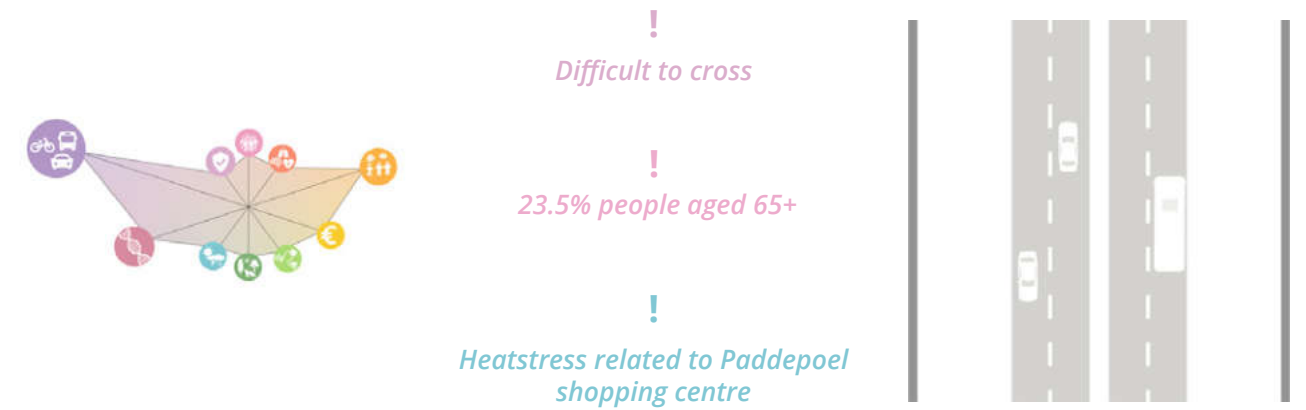 !
Difficult to cross
!
23.5% people aged 65+
!
Heatstress related to Paddepoel
shopping centre
€